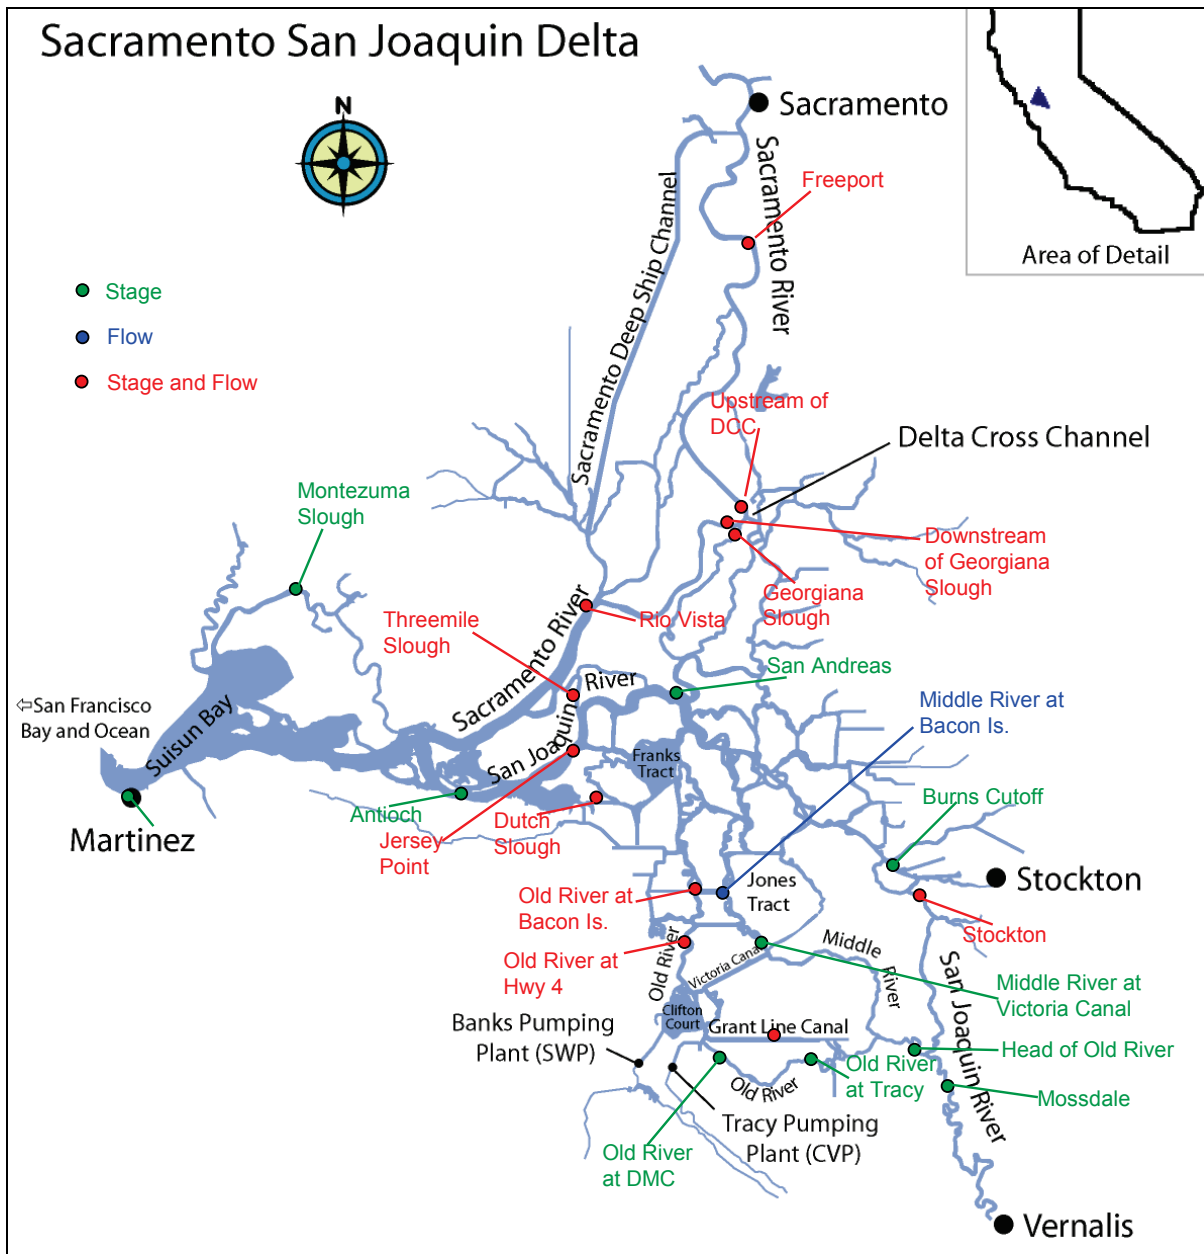 Sacramento San Joaquin Delta
N
Sacramento
Sacramento River
Freeport
Area of Detail
Sacramento Deep Ship Channel
Stage
Flow
Stage and Flow
Upstream of
DCC
Delta Cross Channel
Montezuma
Slough
Downstream
of Georgiana
Slough
Georgiana
Slough
Threemile
Slough
Rio Vista
Sacramento River
San Andreas
San Joaquin River
Middle River at
Bacon Is.
⇦San Francisco
Bay and Ocean
Suisun Bay
Franks
Tract
Burns Cutoff
Antioch
Jersey
Point
Dutch
Slough
Martinez
Jones
Tract
Stockton
Old River at
Bacon Is.
Stockton
Old River at
Hwy 4
Old River
Victoria Canal
Middle River
San Joaquin River
Middle River at
Victoria Canal
Clifton
Court
Banks Pumping
Plant (SWP)
Grant Line Canal
Head of Old River
Old River
at Tracy
Old River
Mossdale
Tracy Pumping
Plant (CVP)
Old River
at DMC
Vernalis